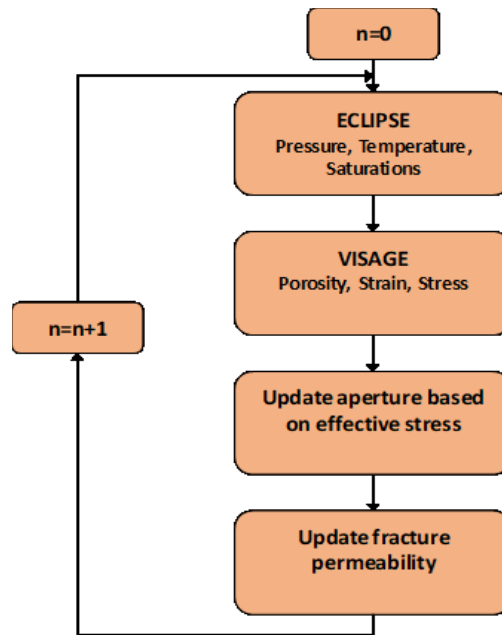 n=0
ECLIPSE
Pressure, Temperature,
Saturations
VISAGE
Porosity, Strain, Stress
n=n+1
Update aperture based
on effective stress
Update fracture
permeability